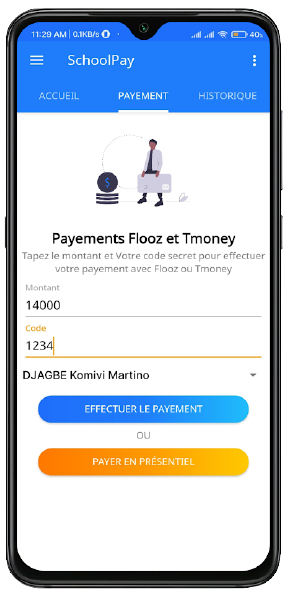 11:29 AM | 0.1KB/s
40%
SchoolPay
ACCUEIL PAYEMENT HISTORIQUE
$
Payements Flooz et Tmoney
Tapez le montant et Votre code secret pour effectuer
votre payement avec Flooz ou Tmoney
Montant
14000
Code
1234
DJAGBE Komivi Martino
EFFECTUER LE PAYEMENT
OU
PAYER EN PRÉSENTIEL